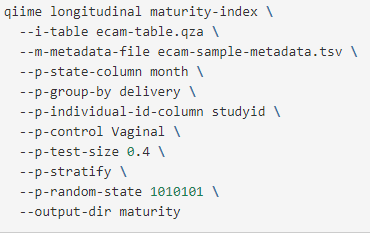 qiime longitudinal maturity-index \
  --i-table ecam-table.qza \
  --m-metadata-file ecam-sample-metadata.tsv \
  --p-state-column month \
  --p-group-by delivery \
  --p-individual-id-column studyid \
  --p-control Vaginal \
  --p-test-size 0.4 \
  --p-stratify \
  --p-random-state 1010101 \
  --output-dir maturity